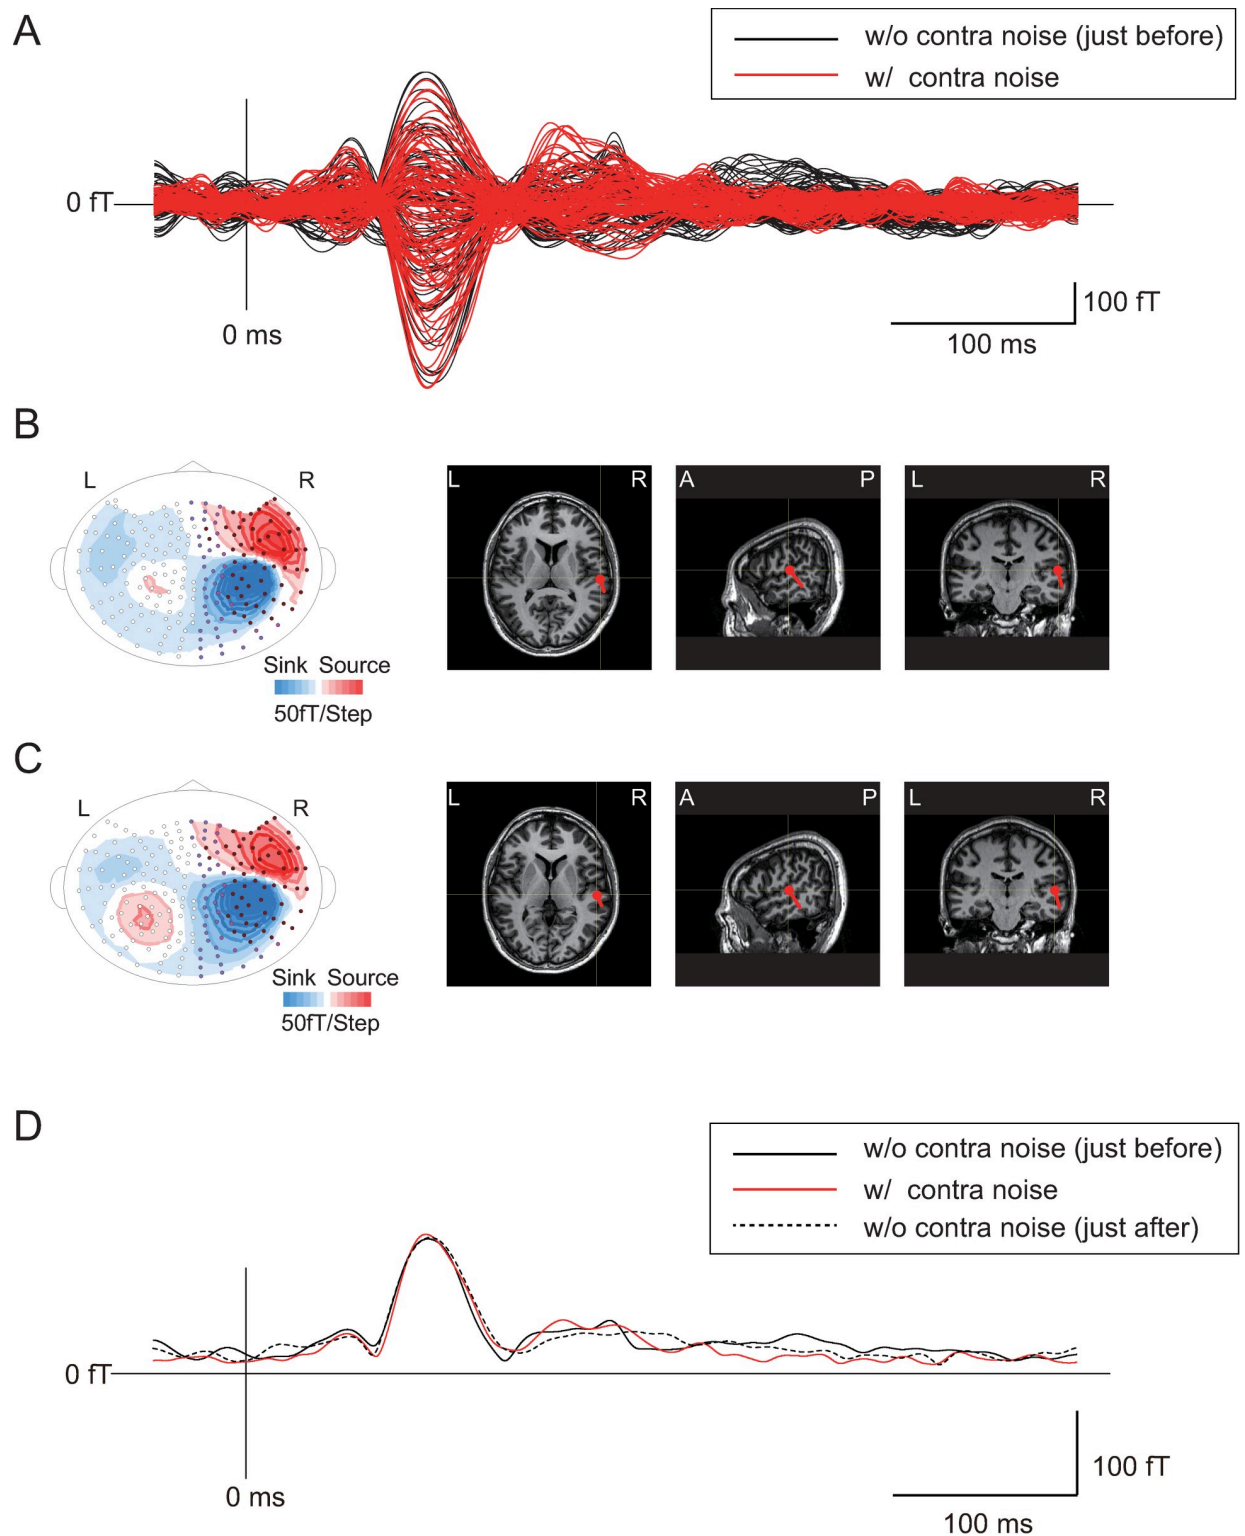 A
w/o contra noise (just before)
w/ contra noise
0 fT
0 ms
100 fT
100 ms
B
L R
Sink Source
50fT/Step
L R
A P
L R
C
L R
Sink Source
50fT/Step
L R
A P
L R
D
w/o contra noise (just before)
w/ contra noise
w/o contra noise (just after)
0 fT
0 ms
100 fT
100 ms